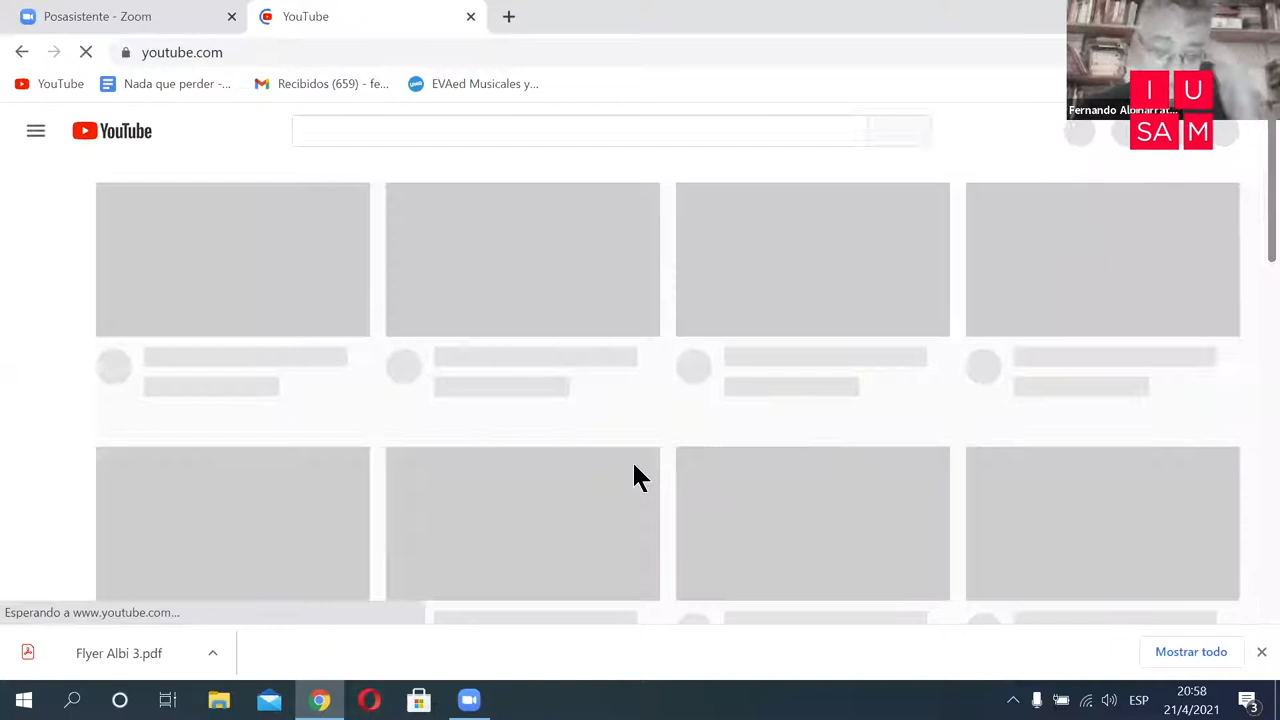 Posasistente - Zoom
YouTube
youtube.com
YouTube
Nada que perder -...
Recibidos (659) - fe...
EVAed Musicales y...
I U
SA M
YouTube
Esperando a www.youtube.com...
Flyer Albi 3.pdf
Mostrar todo
ESP
20:58
21/4/2021
3